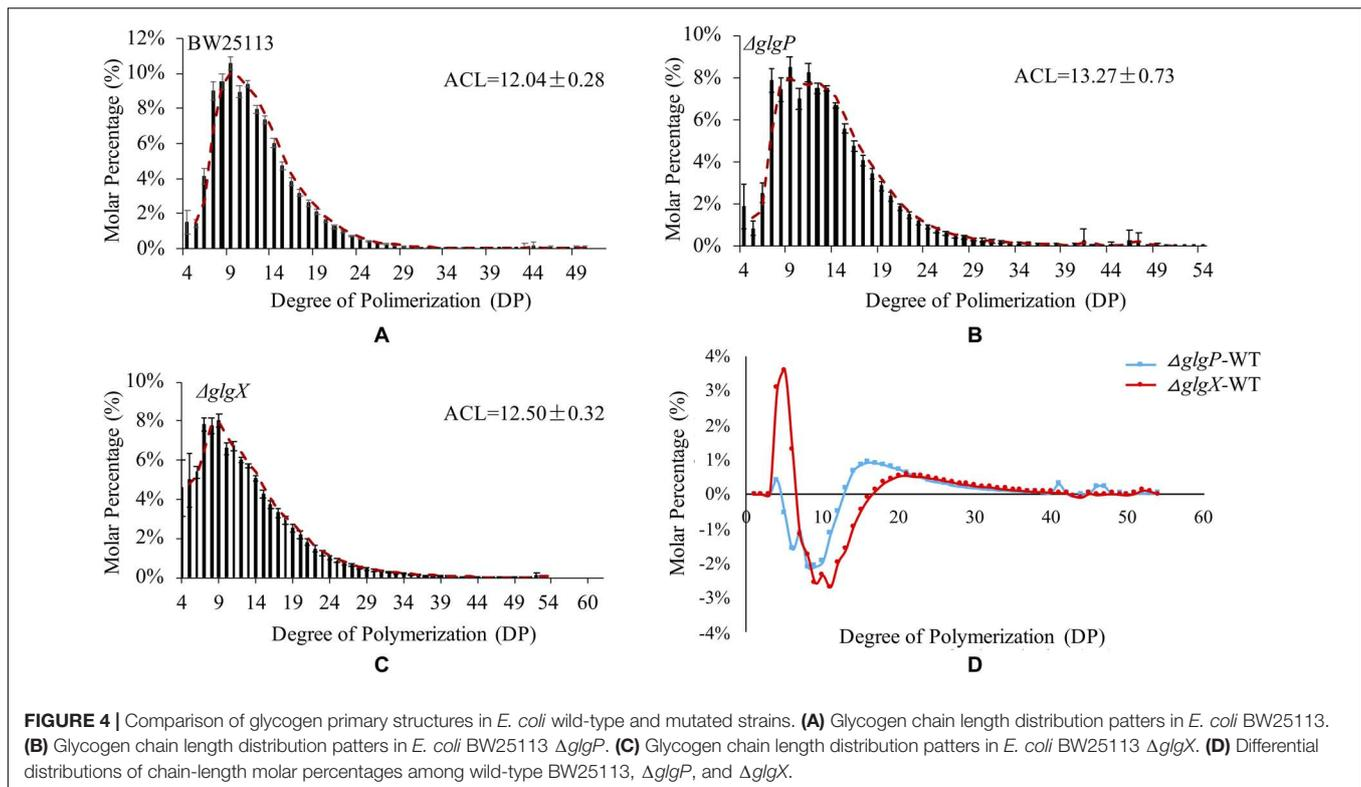 12%
10%
8%
6%
4%
2%
0%
BW25113
ACL=12.04±0.28
Molar Percentage (%)
4 9 14 19 24 29 34 39 44 49
Degree of Polimerization (DP)
A
10%
8%
6%
4%
2%
0%
ΔglgP
ACL=13.27±0.73
Molar Percentage (%)
4 9 14 19 24 29 34 39 44 49 54
Degree of Polimerization (DP)
B
10%
8%
6%
4%
2%
0%
ΔglgX
ACL=12.50±0.32
Molar Percentage (%)
4 9 14 19 24 29 34 39 44 49 54 60
Degree of Polymerization (DP)
C
4%
3%
2%
1%
0%
-1%
-2%
-3%
-4%
ΔglgP-WT
ΔglgX-WT
Molar Percentage (%)
0 10 20 30 40 50 60
Degree of Polymerization (DP)
D
FIGURE 4 | Comparison of glycogen primary structures in E. coli wild-type and mutated strains. (A) Glycogen chain length distribution patters in E. coli BW25113.
(B) Glycogen chain length distribution patters in E. coli BW25113 ΔglgP. (C) Glycogen chain length distribution patters in E. coli BW25113 ΔglgX. (D) Differential
distributions of chain-length molar percentages among wild-type BW25113, ΔglgP, and ΔglgX.